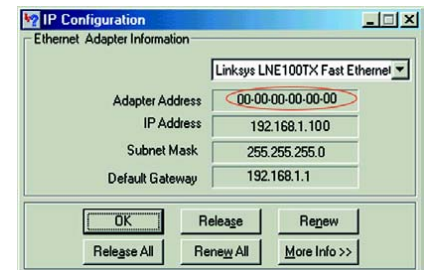 IP Configuration
Ethernet Adapter Information
Linksys LNE100TX Fast Ethernet
Adapter Address 00-00-00-00-00-00
IP Address 192.168.1.100
Subnet Mask 255.255.255.0
Default Gateway 192.168.1.1
OK Release Renew
Release All Renew All More Info >>